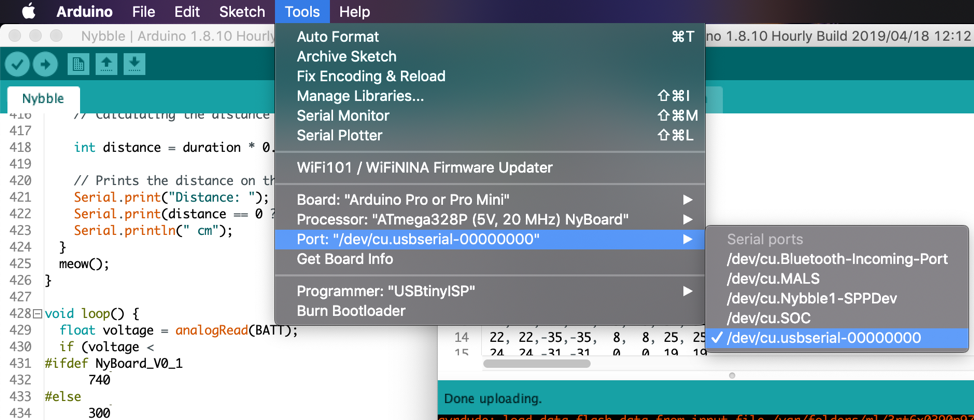 Arduino File Edit Sketch Tools Help
Nybble | Arduino 1.8.10 Hourly
no 1.8.10 Hourly Build 2019/04/18 12:12
Nybble
Auto Format ⌘T
Archive Sketch
Fix Encoding & Reload
Manage Libraries... ⇧⌘I
Serial Monitor ⇧⌘M
Serial Plotter ⇧⌘L
WiFi101 / WiFiNINA Firmware Updater
Board: "Arduino Pro or Pro Mini"
Processor: "ATmega328P (5V, 20 MHz) NyBoard"
Port: "/dev/cu.usbserial-00000000"
Get Board Info
Programmer: "USBtinyISP"
Burn Bootloader
Serial ports
/dev/cu.Bluetooth-Incoming-Port
/dev/cu.MALS
/dev/cu.Nybble1-SPPDev
/dev/cu.SOC
✓ /dev/cu.usbserial-00000000
416 // Calculating the distance
417
418 int distance = duration * 0.
419
420 // Prints the distance on th
421 Serial.print("Distance: ");
422 Serial.print(distance == 0 ?
423 Serial.println(" cm");
424 }
425 meow();
426 }
427
428 void loop() {
429 float voltage = analogRead(BATT);
430 if (voltage <
431 #ifdef NyBoard_V0_1
432 740
433 #else
434 300
14 22, 22,-35,-35, 8, 8, 25, 25
15 24, 24,-31,-31, 0, 0, 19, 19
Done uploading.